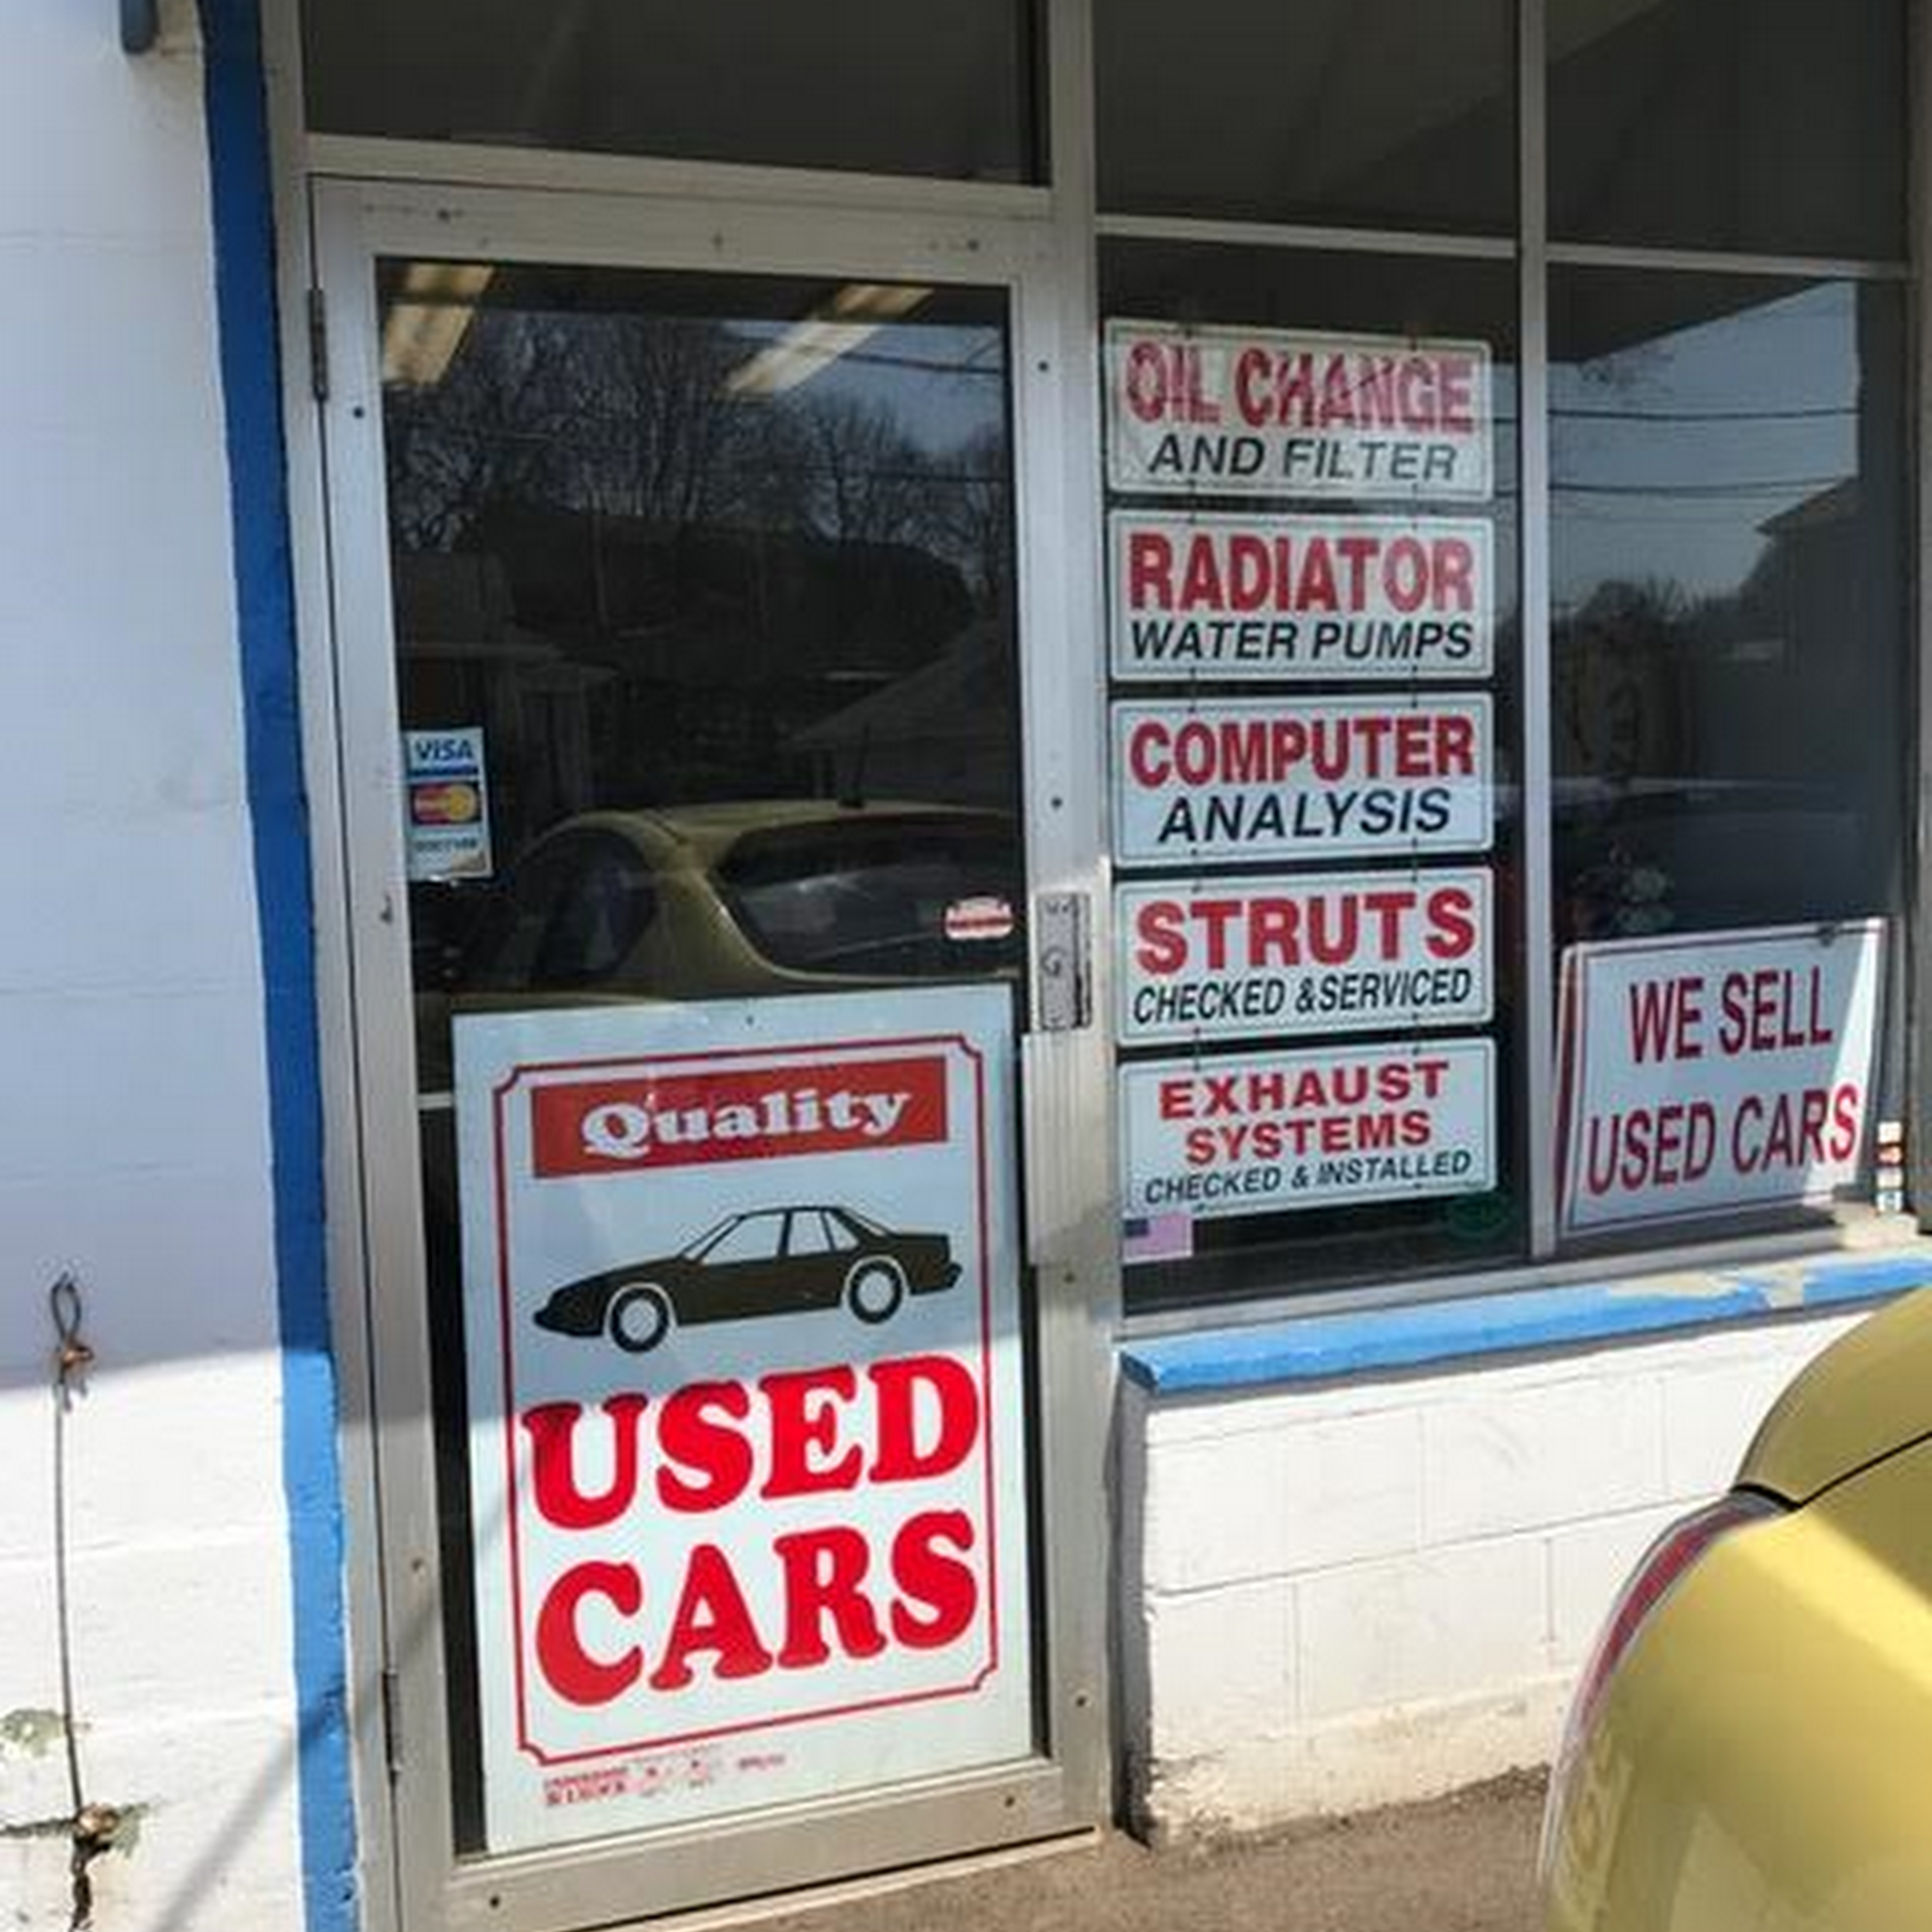 OIL CHANGE
AND FILTER
RADIATOR
WATER PUMPS
COMPUTER
ANALYSIS
STRUTS
CHECKED & SERVICED
EXHAUST
SYSTEMS
CHECKED & INSTALLED
WE SELL
USED CARS
VISA
Quality
USED
CARS